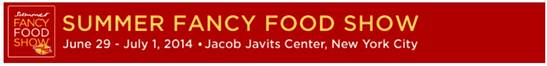 Summer
FANCY
FOOD
SHOW
SUMMER FANCY FOOD SHOW
June 29 - July 1, 2014 • Jacob Javits Center, New York City